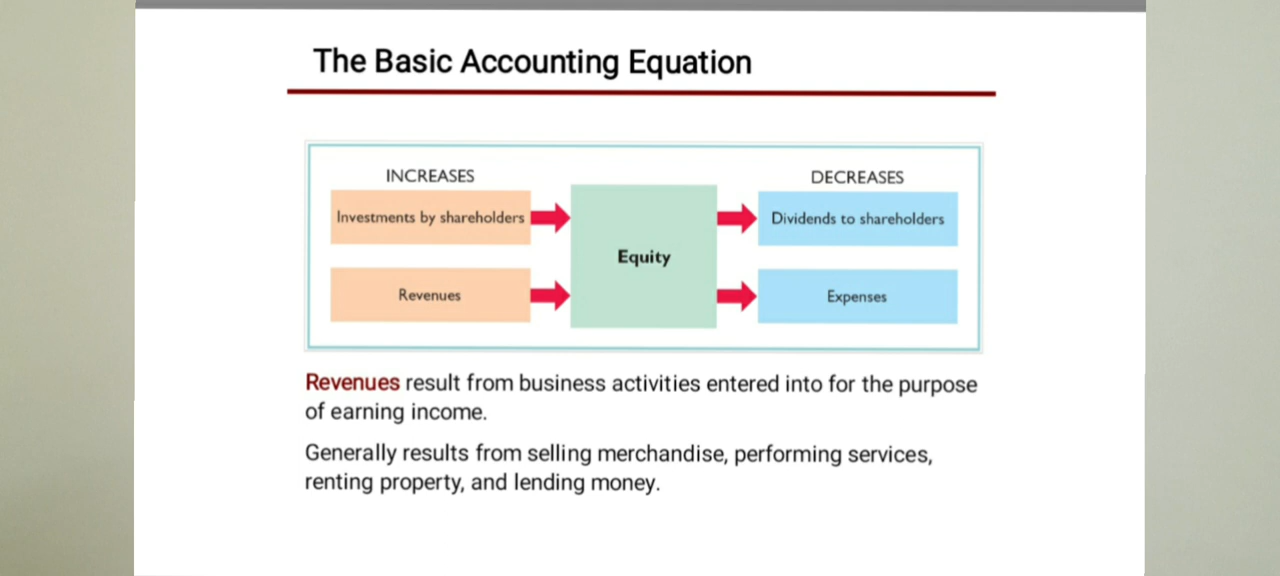 The Basic Accounting Equation
INCREASES
DECREASES
Investments by shareholders
Dividends to shareholders
Equity
Revenues
Expenses
Revenues result from business activities entered into for the purpose
of earning income.
Generally results from selling merchandise, performing services,
renting property, and lending money.